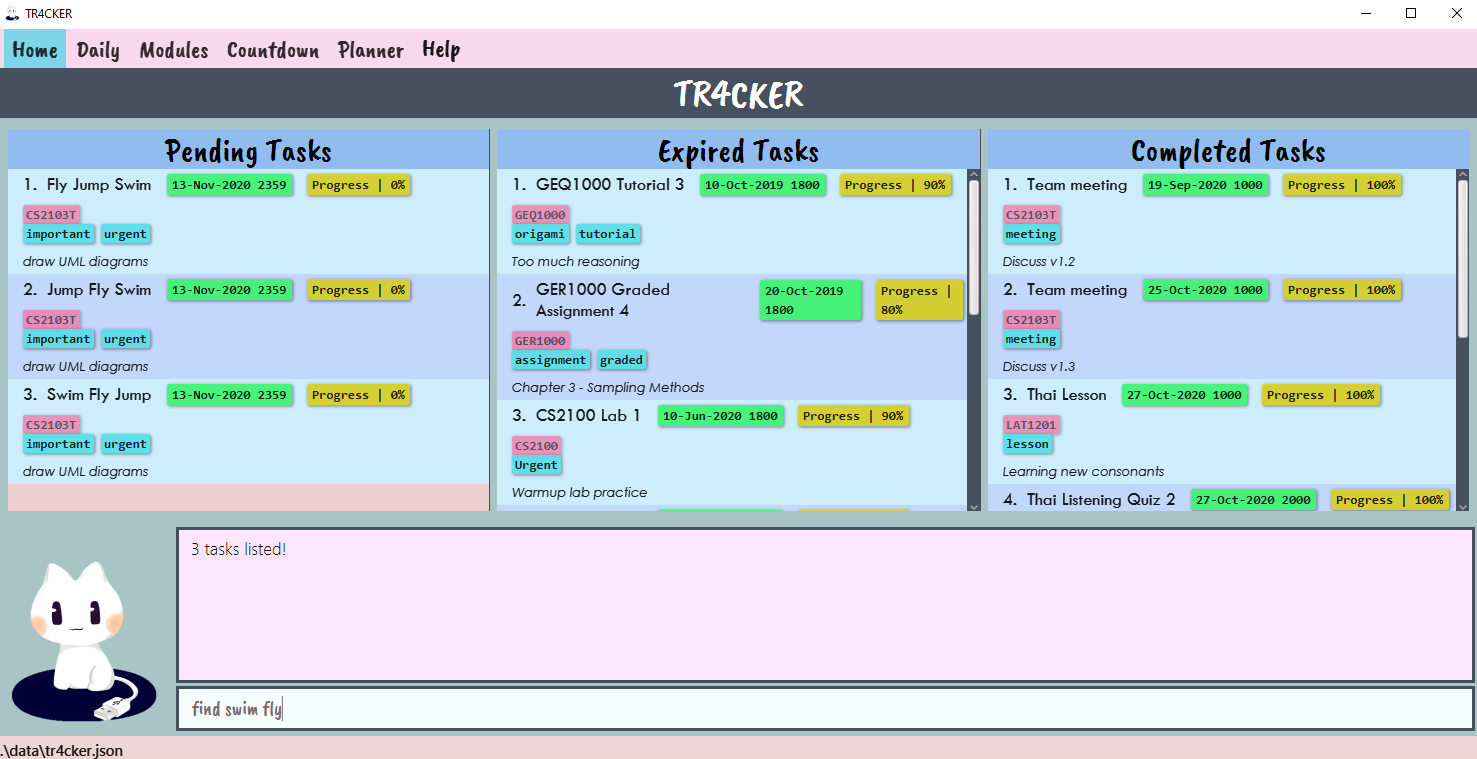 TR4CKER
Home Daily Modules Countdown Planner Help
TR4CKER
Pending Tasks
1. Fly Jump Swim 13-Nov-2020 2359 Progress | 0%
CS2103T
important urgent
draw UML diagrams
2. Jump Fly Swim 13-Nov-2020 2359 Progress | 0%
CS2103T
important urgent
draw UML diagrams
3. Swim Fly Jump 13-Nov-2020 2359 Progress | 0%
CS2103T
important urgent
draw UML diagrams
Expired Tasks
1. GEQ1000 Tutorial 3 10-Oct-2019 1800 Progress | 90%
GEQ1000
origami tutorial
Too much reasoning
2. GER1000 Graded Assignment 4 20-Oct-2019 1800 Progress | 80%
GER1000
assignment graded
Chapter 3 - Sampling Methods
3. CS2100 Lab 1 10-Jun-2020 1800 Progress | 90%
CS2100
Urgent
Warmup lab practice
Completed Tasks
1. Team meeting 19-Sep-2020 1000 Progress | 100%
CS2103T
meeting
Discuss v1.2
2. Team meeting 25-Oct-2020 1000 Progress | 100%
CS2103T
meeting
Discuss v1.3
3. Thai Lesson 27-Oct-2020 1000 Progress | 100%
LAT1201
lesson
Learning new consonants
4. Thai Listening Quiz 2 27-Oct-2020 2000 Progress | 100%
3 tasks listed!
find swim fly
.\data\tr4cker.json